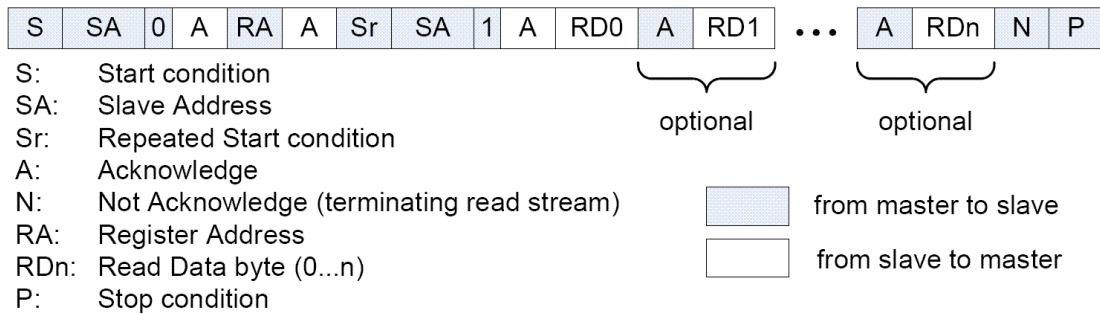 S SA 0 A RA A Sr SA 1 A RD0 A RD1 ... A RDn N P
S: Start condition
SA: Slave Address
optional optional
Sr: Repeated Start condition
A: Acknowledge
N: Not Acknowledge (terminating read stream)
from master to slave
RA: Register Address
RDn: Read Data byte (0...n)
from slave to master
P: Stop condition